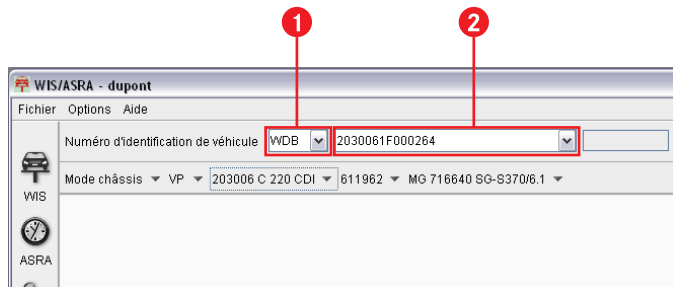 1 2
WIS/ASRA - dupont
Fichier Options Aide
Numéro d'identification de véhicule WDB 2030061F000264
Mode châssis VP 203006 C 220 CDI 611962 MG 716640 SG-S370/6.1
WIS
ASRA